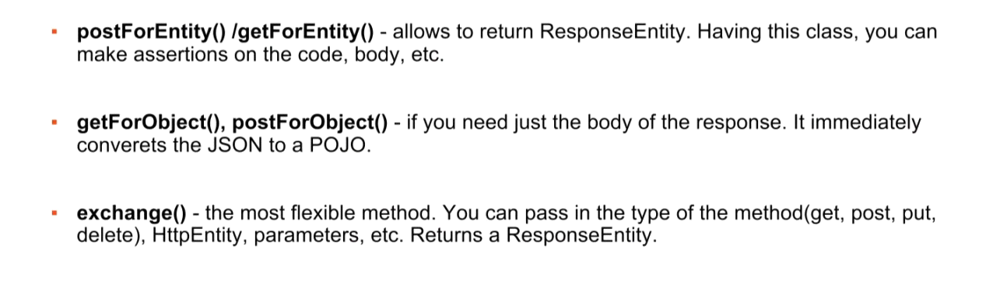 ▪ postForEntity() /getForEntity() - allows to return ResponseEntity. Having this class, you can
make assertions on the code, body, etc.
▪ getForObject(), postForObject() - if you need just the body of the response. It immediately
converets the JSON to a POJO.
▪ exchange() - the most flexible method. You can pass in the type of the method(get, post, put,
delete), HttpEntity, parameters, etc. Returns a ResponseEntity.